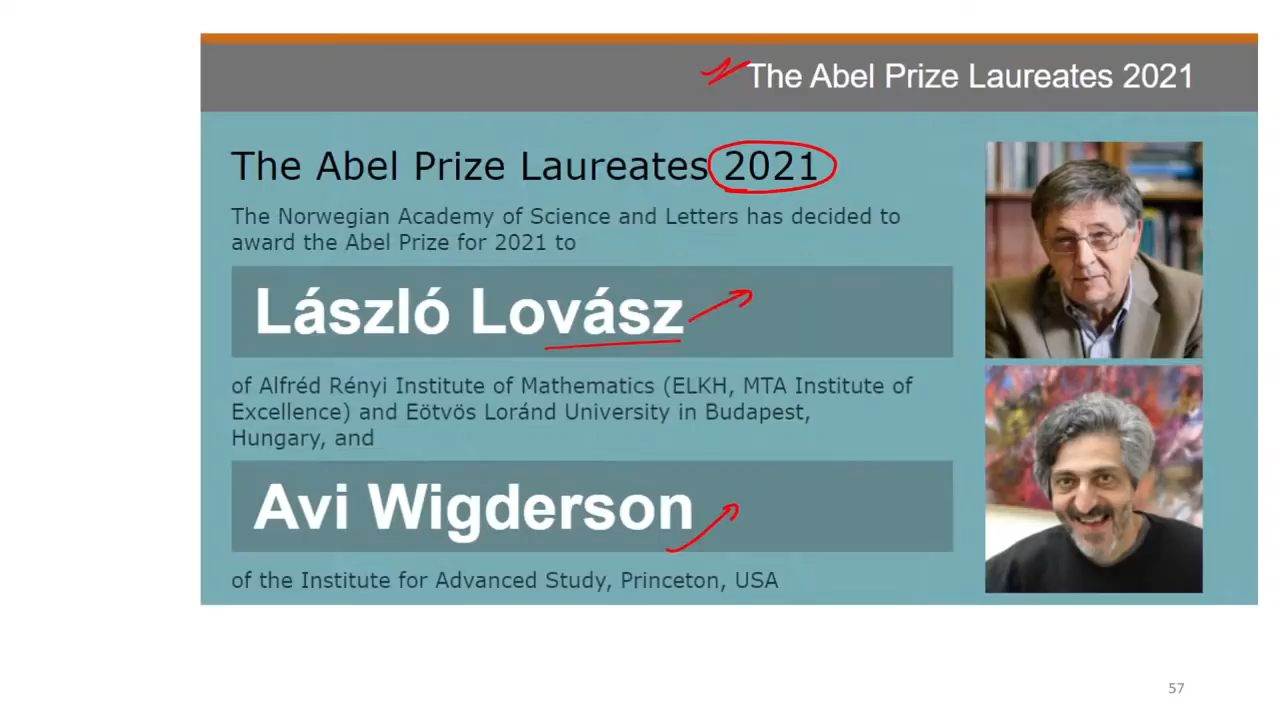 The Abel Prize Laureates 2021
The Abel Prize Laureates 2021
The Norwegian Academy of Science and Letters has decided to
award the Abel Prize for 2021 to
László Lovász
of Alfréd Rényi Institute of Mathematics (ELKH, MTA Institute of
Excellence) and Eötvös Loránd University in Budapest,
Hungary, and
Avi Wigderson
of the Institute for Advanced Study, Princeton, USA
57